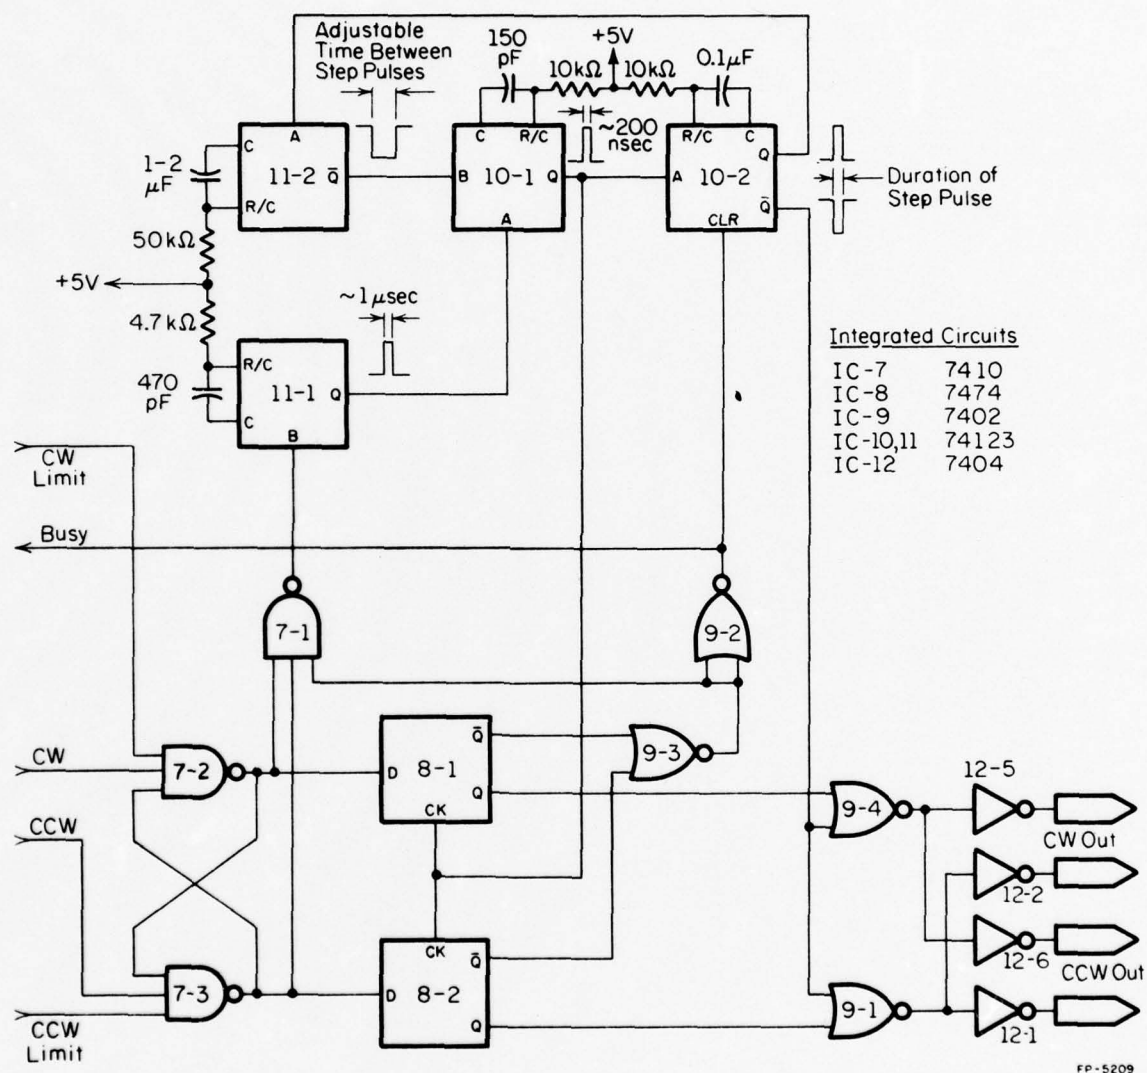 Adjustable
Time Between
Step Pulses
150
pF
+5V
10kΩ
10kΩ
0.1μF
A
C
11-2
Q̄
R/C
1-2
μF
C
R/C
B
10-1
Q
A
~200
nsec
R/C
C
Q
A
10-2
Q̄
CLR
Duration of
Step Pulse
50kΩ
+5V
4.7kΩ
~1μsec
R/C
470
pF
11-1
Q
C
B
Integrated Circuits
IC-7 7410
IC-8 7474
IC-9 7402
IC-10,11 74123
IC-12 7404
CW
Limit
Busy
7-1
9-2
CW
7-2
D
8-1
Q̄
Q
CK
9-3
CCW
9-4
12-5
CW Out
12-2
12-6
CCW Out
7-3
CK
D
8-2
Q̄
Q
9-1
12-1
CCW
Limit
FP-5209